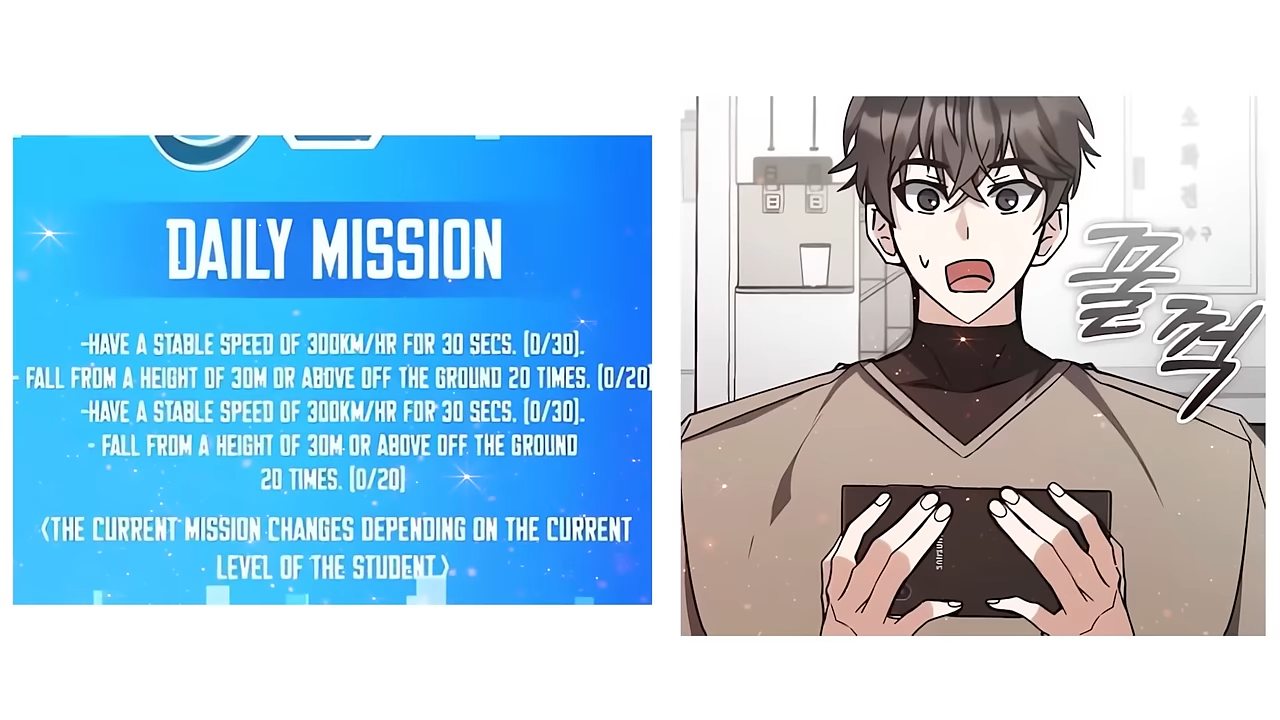 DAILY MISSION
-HAVE A STABLE SPEED OF 300KM/HR FOR 30 SECS. (0/30).
- FALL FROM A HEIGHT OF 30M OR ABOVE OFF THE GROUND 20 TIMES. (0/20)
-HAVE A STABLE SPEED OF 300KM/HR FOR 30 SECS. (0/30).
- FALL FROM A HEIGHT OF 30M OR ABOVE OFF THE GROUND
20 TIMES. (0/20)
<THE CURRENT MISSION CHANGES DEPENDING ON THE CURRENT
LEVEL OF THE STUDENT>
꿀꺽